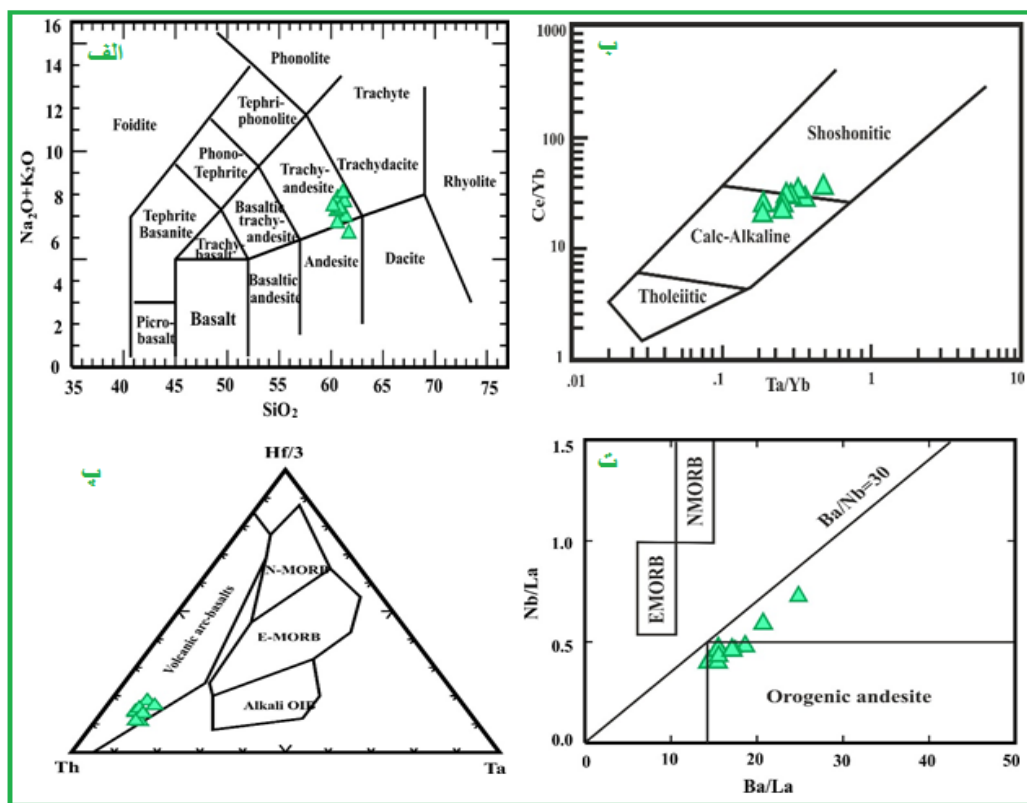 الف
16
14
12
10
8
6
4
2
0
Na₂O+K₂O
35 40 45 50 55 60 65 70 75
SiO₂
Phonolite
Foidite
Tephri-
phonolite
Trachyte
Phono-
Tephrite
Trachy-
andesite
Trachydacite
Rhyolite
Tephrite
Basanite
Basaltic
trachy-
andesite
Trachy-
basalt
Andesite
Dacite
Basaltic
andesite
Picro-
basalt
Basalt
ب
1000
100
10
1
Ce/Yb
.01 .1 1 10
Ta/Yb
Shoshonitic
Calc-Alkaline
Tholeiitic
پ
Hf/3
Th
Ta
Volcanic arc-basalts
N-MORB
E-MORB
Alkali OIB
ت
1.5
1.0
0.5
0.0
Nb/La
0 10 20 30 40 50
Ba/La
NMORB
EMORB
Ba/Nb=30
Orogenic andesite